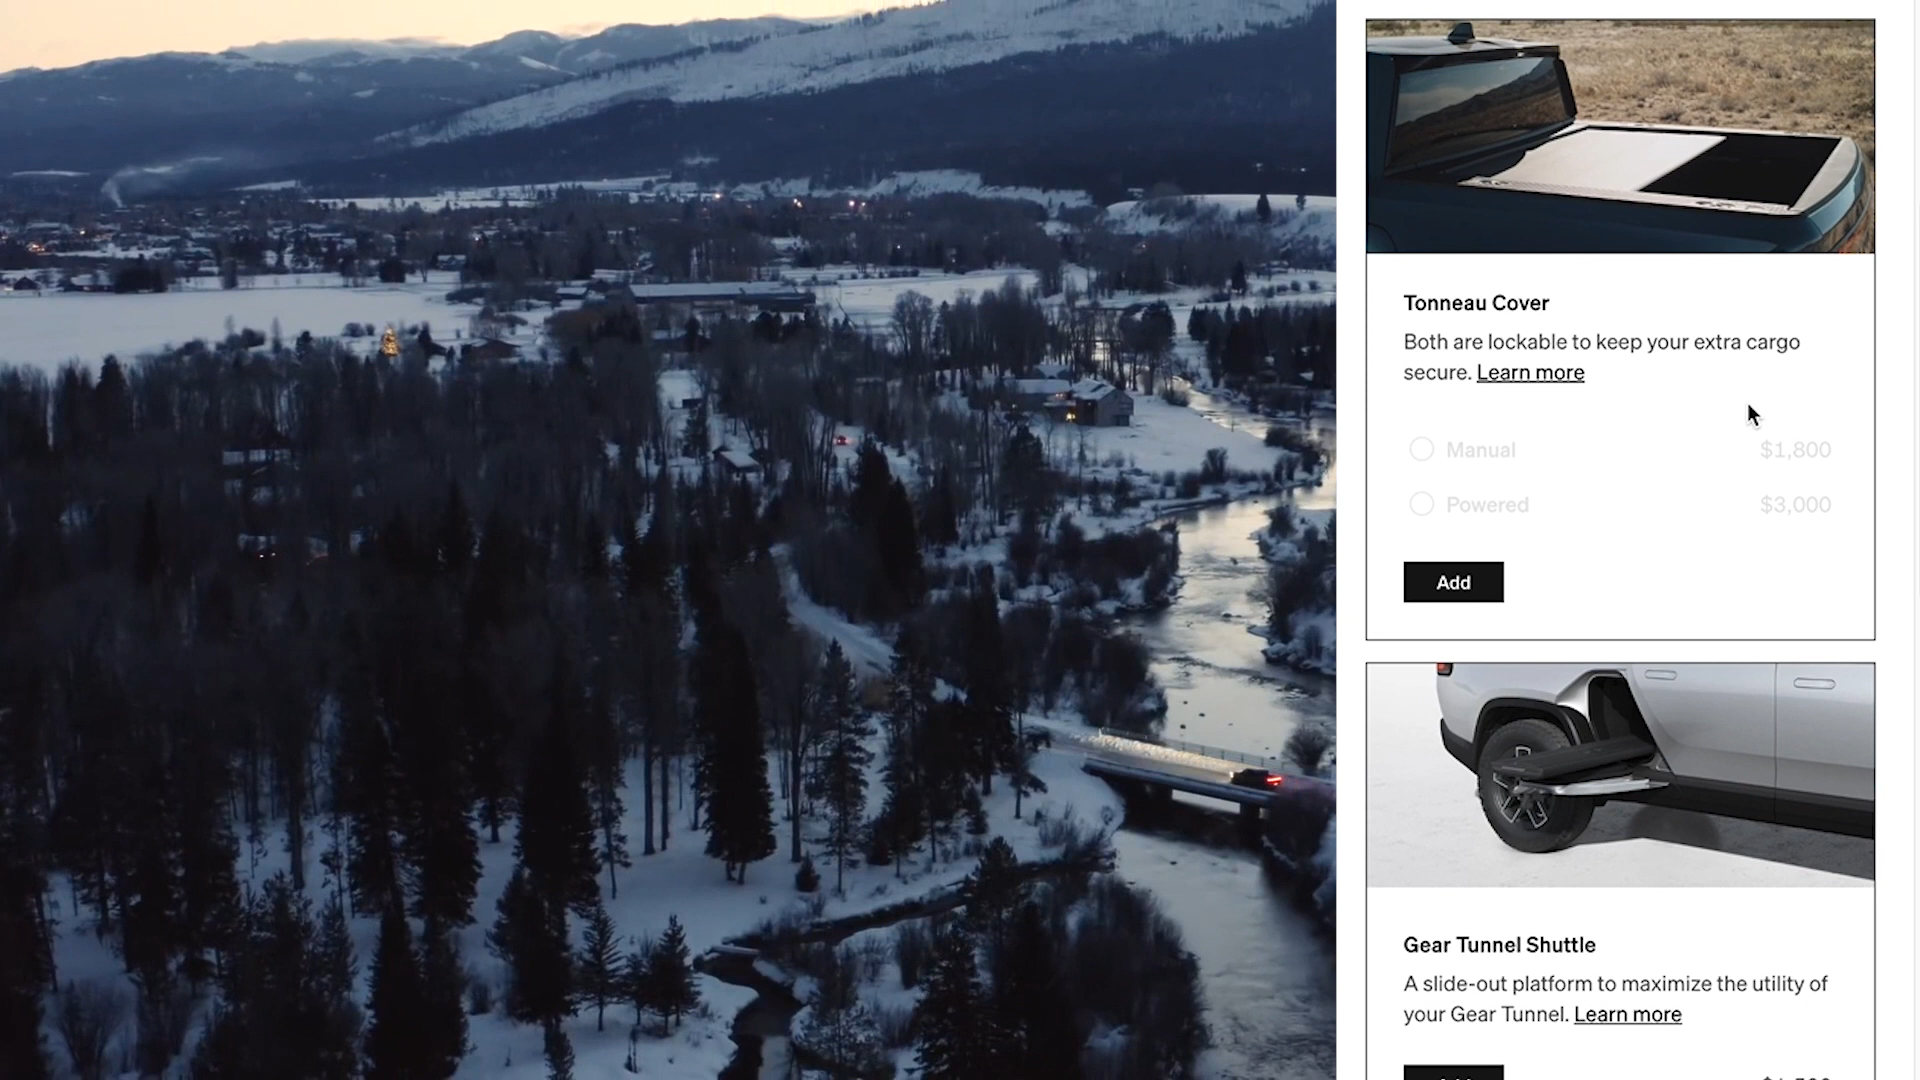 Tonneau Cover
Both are lockable to keep your extra cargo
secure. Learn more
Manual $1,800
Powered $3,000
Add
Gear Tunnel Shuttle
A slide-out platform to maximize the utility of
your Gear Tunnel. Learn more